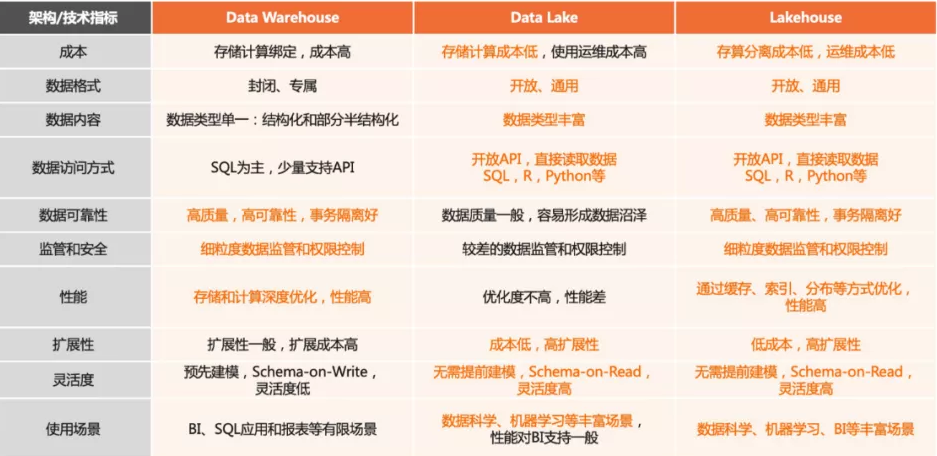 架构/技术指标 Data Warehouse Data Lake Lakehouse
成本 存储计算绑定，成本高 存储计算成本低，使用运维成本高 存算分离成本低，运维成本低
数据格式 封闭、专属 开放、通用 开放、通用
数据内容 数据类型单一：结构化和部分半结构化 数据类型丰富 数据类型丰富
数据访问方式 SQL为主，少量支持API 开放API，直接读取数据 开放API，直接读取数据
SQL，R，Python等 SQL，R，Python等
数据可靠性 高质量，高可靠性，事务隔离好 数据质量一般，容易形成数据沼泽 高质量、高可靠性，事务隔离好
监管和安全 细粒度数据监管和权限控制 较差的数据监管和权限控制 细粒度数据监管和权限控制
性能 存储和计算深度优化，性能高 优化度不高，性能差 通过缓存、索引、分布等方式优化，
性能高
扩展性 扩展性一般，扩展成本高 成本低，高扩展性 低成本，高扩展性
灵活度 预先建模，Schema-on-Write， 无需提前建模，Schema-on-Read， 无需提前建模，Schema-on-Read，
灵活度低 灵活度高 灵活度高
使用场景 BI、SQL应用和报表等有限场景 数据科学、机器学习等丰富场景， 数据科学、机器学习、BI等丰富场景
性能对BI支持一般